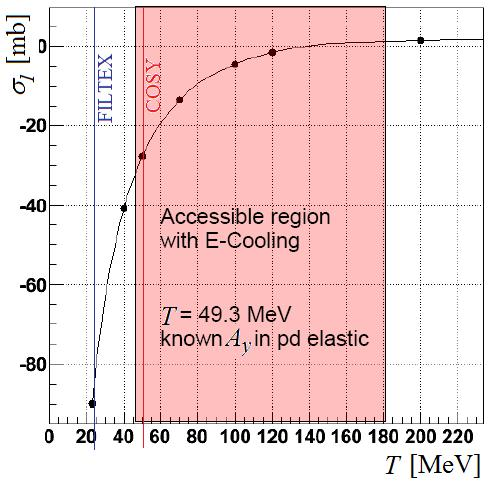 σ1 [mb]
0
-20
-40
-60
-80
FILTEX
COSY
Accessible region
with E-Cooling
T = 49.3 MeV
known Ay in pd elastic
0 20 40 60 80 100 120 140 160 180 200 220
T [MeV]